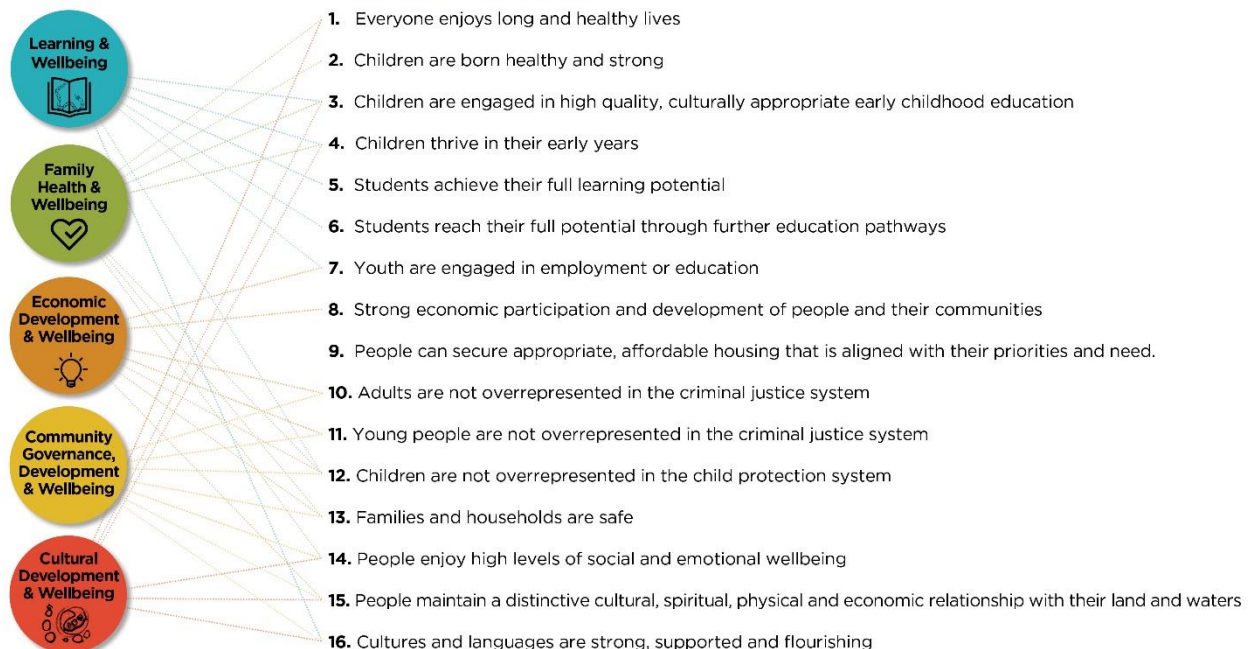 Learning &
Wellbeing
Family
Health &
Wellbeing
Economic
Development
& Wellbeing
Community
Governance,
Development
& Wellbeing
Cultural
Development
& Wellbeing
1. Everyone enjoys long and healthy lives
2. Children are born healthy and strong
3. Children are engaged in high quality, culturally appropriate early childhood education
4. Children thrive in their early years
5. Students achieve their full learning potential
6. Students reach their full potential through further education pathways
7. Youth are engaged in employment or education
8. Strong economic participation and development of people and their communities
9. People can secure appropriate, affordable housing that is aligned with their priorities and need.
10. Adults are not overrepresented in the criminal justice system
11. Young people are not overrepresented in the criminal justice system
12. Children are not overrepresented in the child protection system
13. Families and households are safe
14. People enjoy high levels of social and emotional wellbeing
15. People maintain a distinctive cultural, spiritual, physical and economic relationship with their land and waters
16. Cultures and languages are strong, supported and flourishing